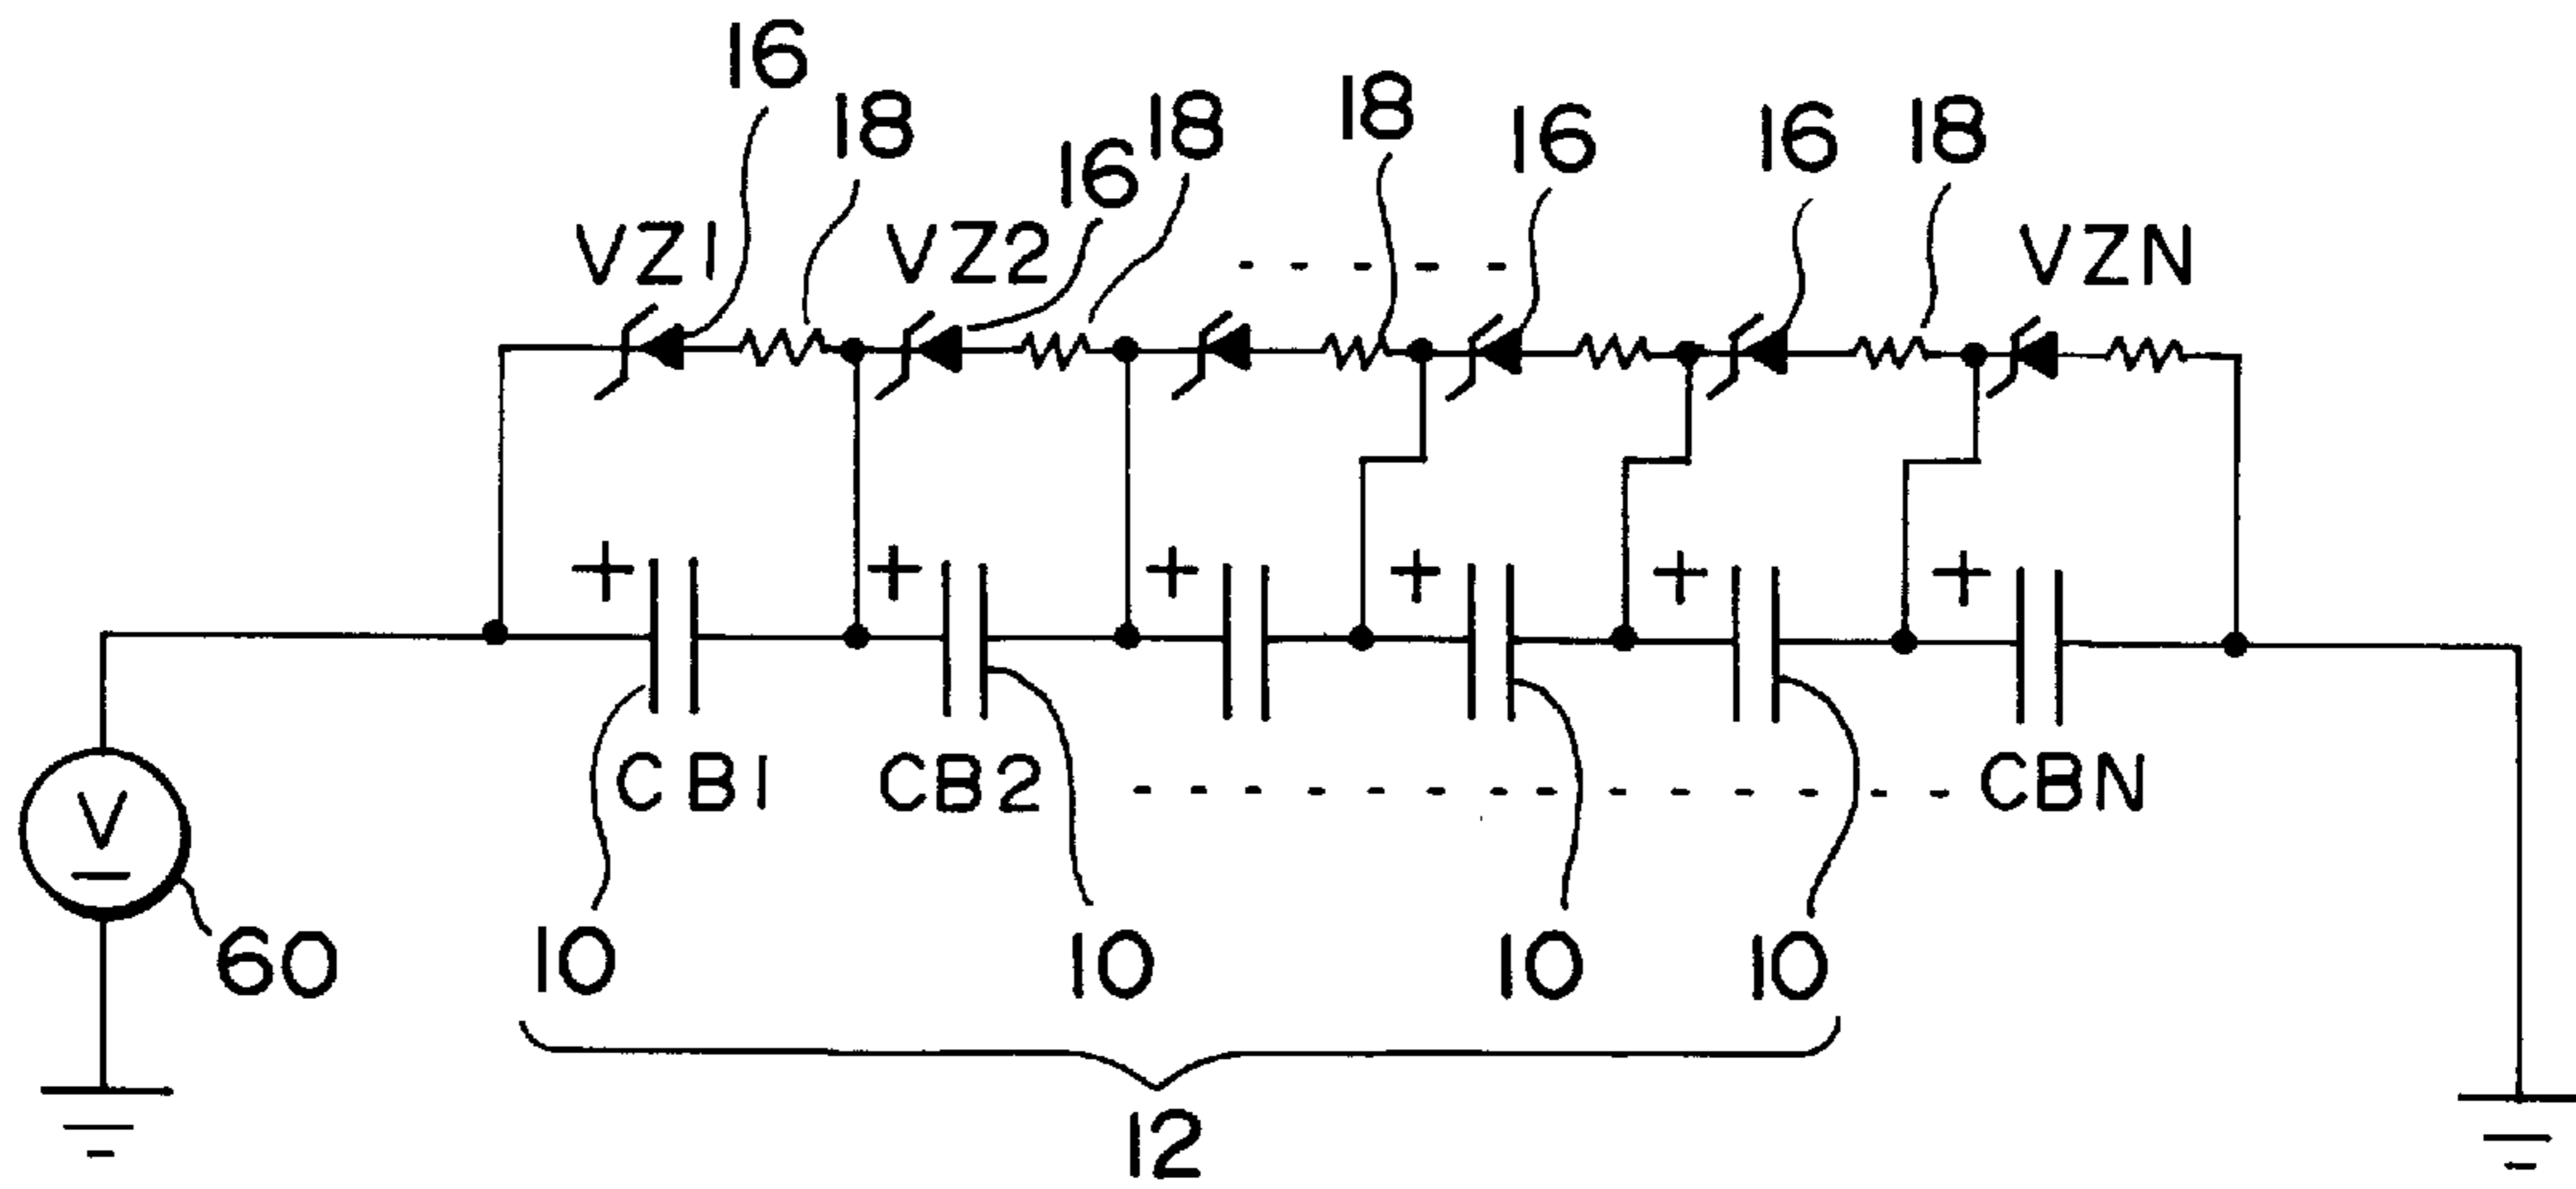 16
18
16
18
18
16
16
18
VZ1
VZ2
- - - - -
VZN
+ + + + + +
V
CB1
CB2
- - - - - - - - - - - - - -
CBN
60
10
10
10
10
12